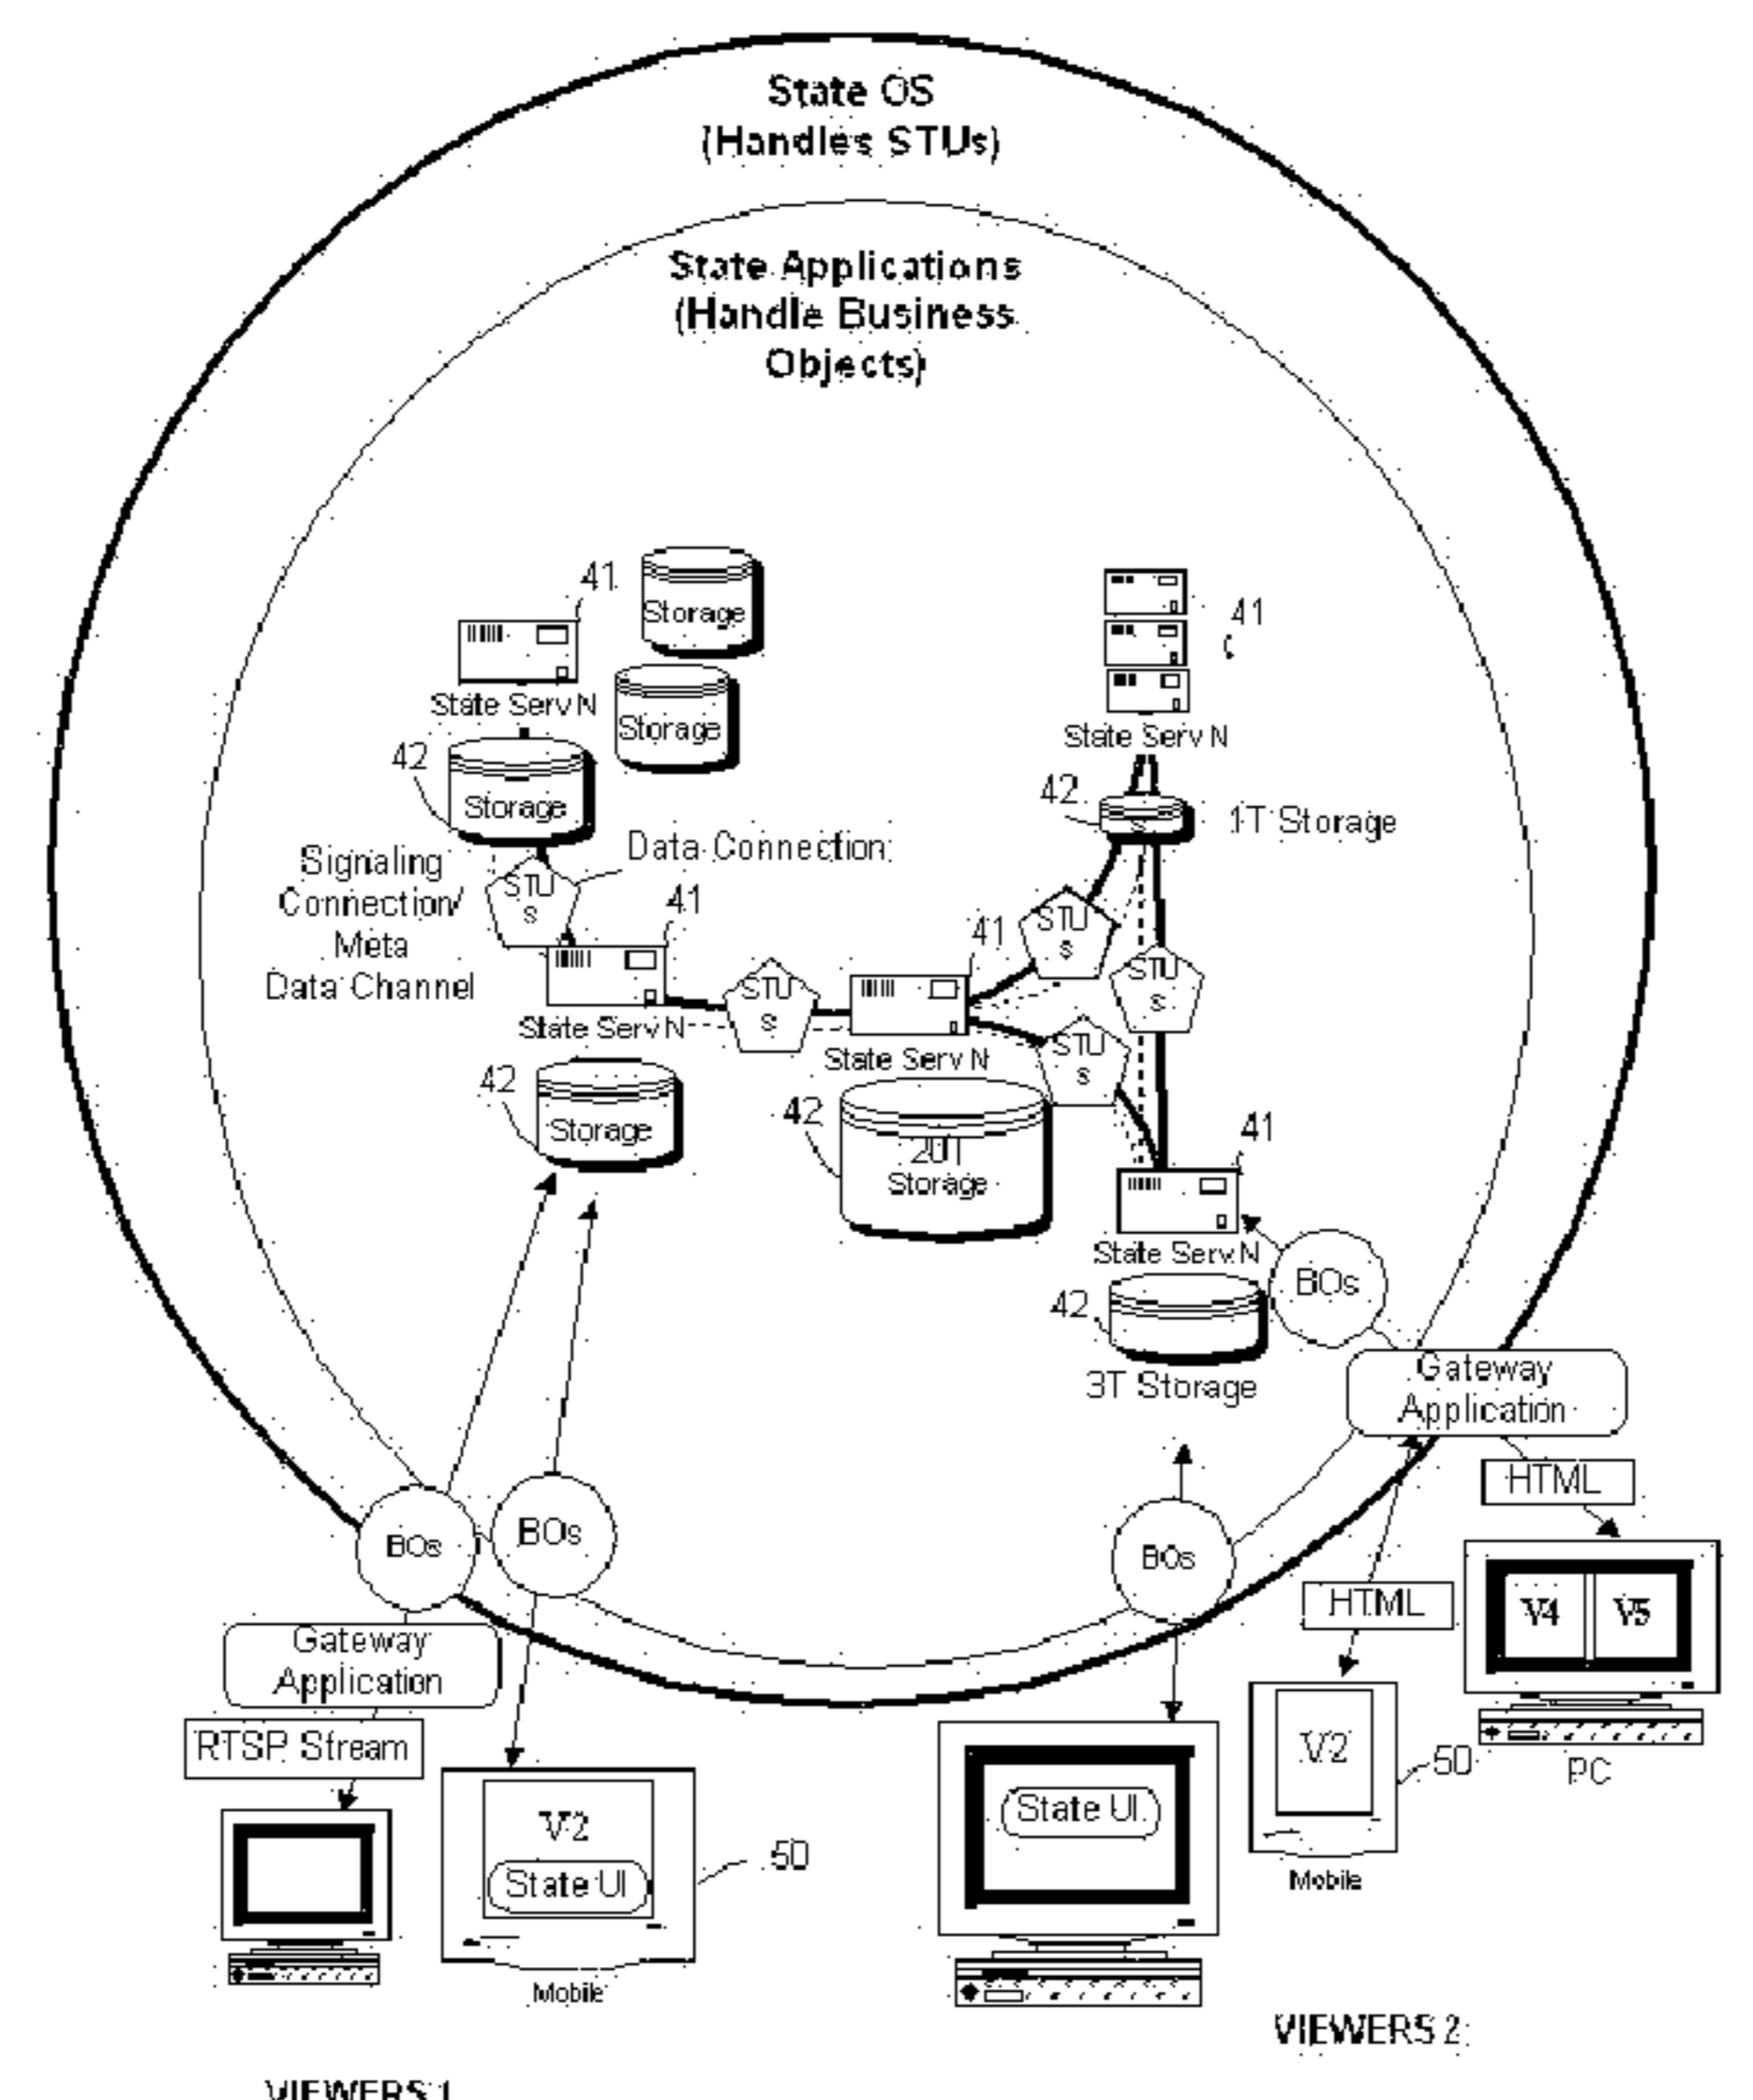 State OS
(Handles STUs)
State Applications
(Handle Business
Objects)
41
Storage
State Serv N
Storage
42
Storage
41
State Serv N
42
S
1T Storage
Data Connection
Signaling
Connection/
Meta
Data Channel
STU
s
41
State Serv N
STU
s
41
State Serv N
STU
s
STU
s
STU
s
42
Storage
42
20T
Storage
41
State Serv N
BOs
42
3T Storage
Gateway
Application
HTML
BOs
BOs
BOs
HTML
V4
V5
PC
Gateway
Application
RTSP Stream
V2
State UI
50
Mobile
State UI
V2
50
Mobile
VIEWERS 2
VIEWERS 1